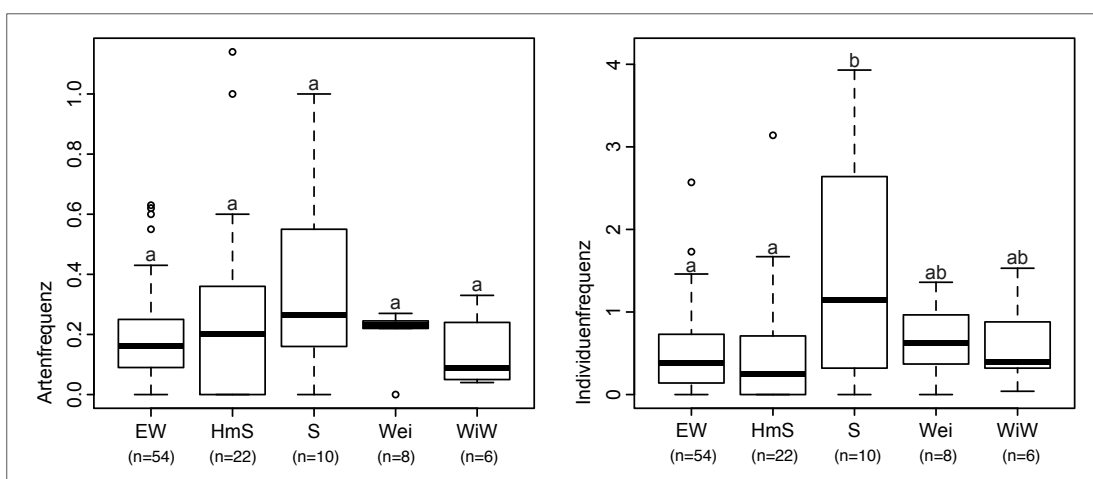 Artenfrequenz
0.0 0.2 0.4 0.6 0.8 1.0
a a a a a
EW HmS S Wei WiW
(n=54) (n=22) (n=10) (n=8) (n=6)
Individuenfrequenz
0 1 2 3 4
a a b ab ab
EW HmS S Wei WiW
(n=54) (n=22) (n=10) (n=8) (n=6)